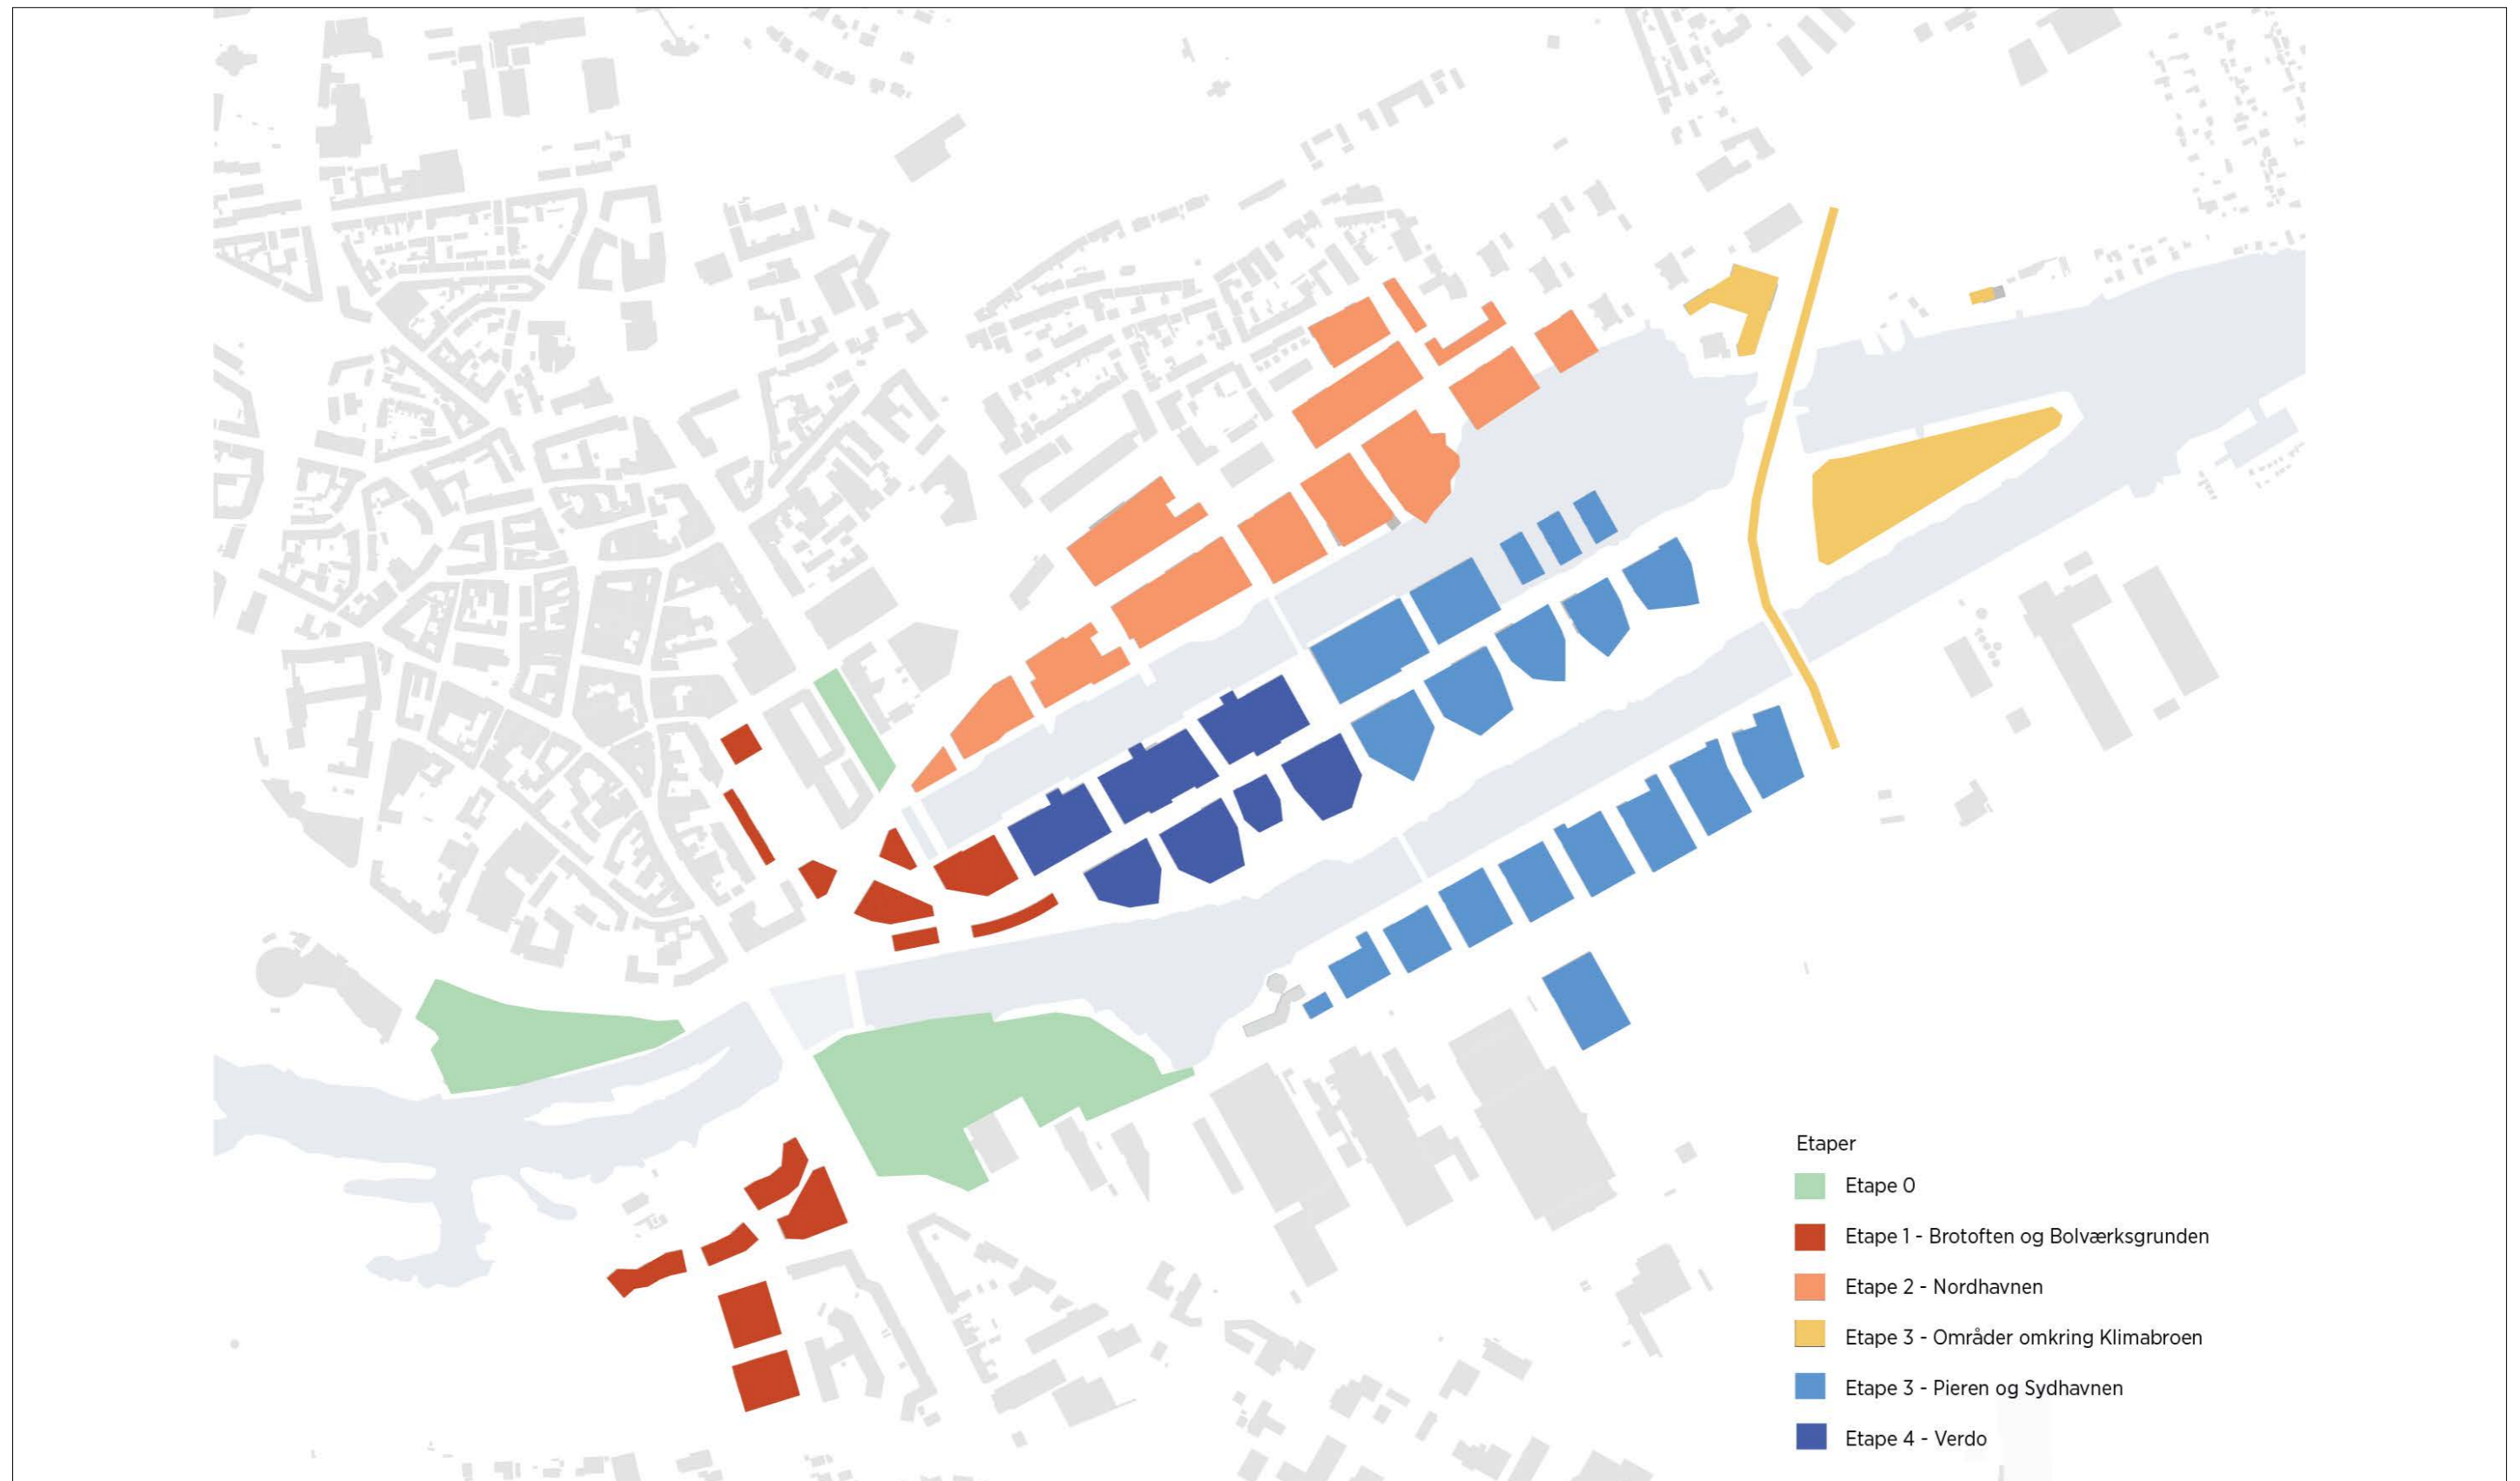 Etaper
Etape 0
Etape 1 - Brotoften og Bolværksgrunden
Etape 2 - Nordhavnen
Etape 3 - Områder omkring Klimabroen
Etape 3 - Pieren og Sydhavnen
Etape 4 - Verdo